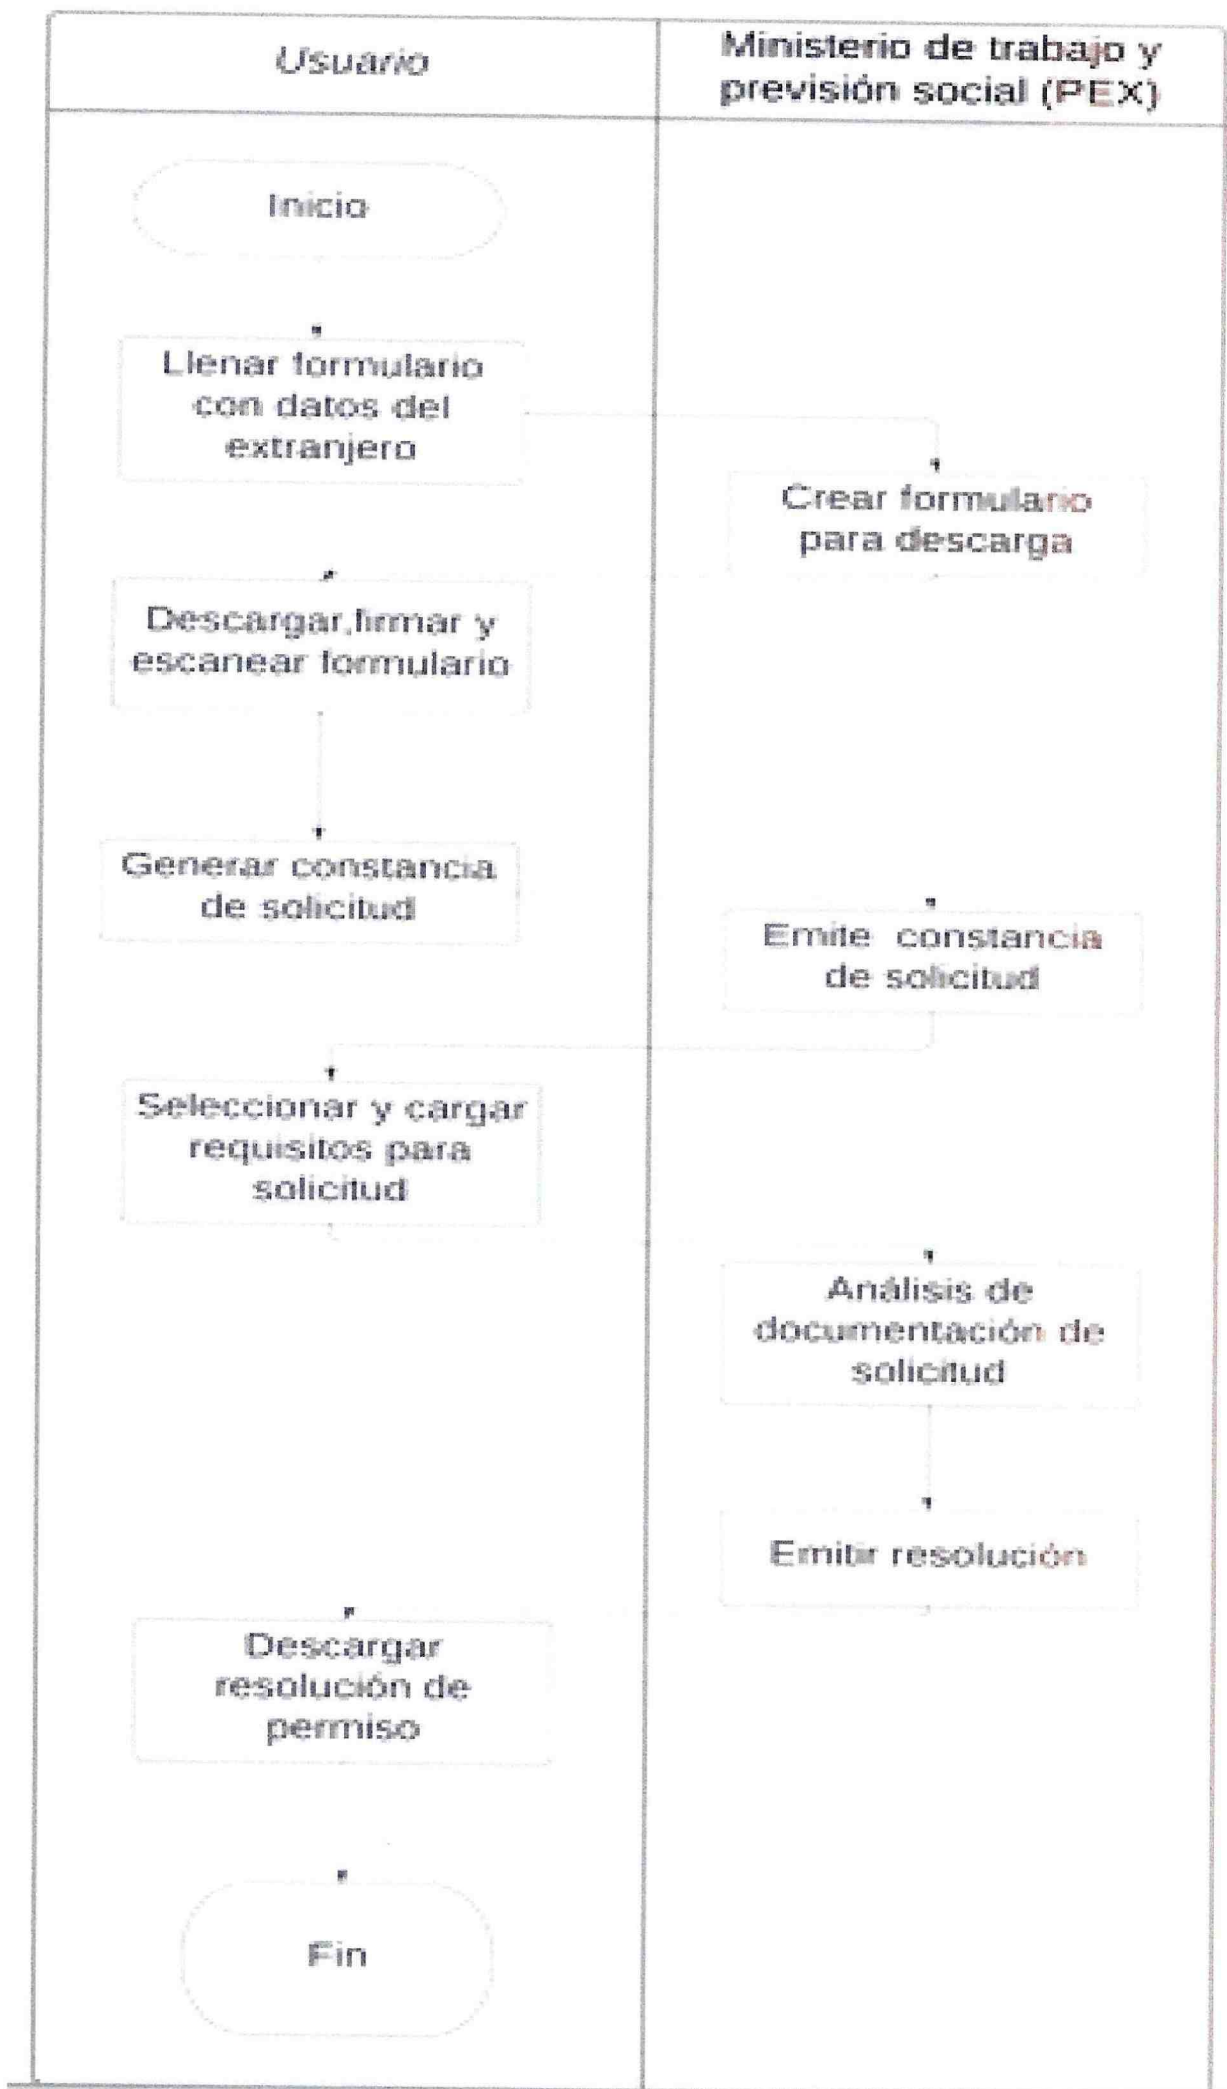 Usuario
Ministerio de trabajo y
previsión social (PEX)
Inicio
Llenar formulario
con datos del
extranjero
Crear formulario
para descarga
Descargar,firmar y
escanear formulario
Generar constancia
de solicitud
Emite constancia
de solicitud
Seleccionar y cargar
requisitos para
solicitud
Análisis de
documentación de
solicitud
Emitir resolución
Descargar
resolución de
permiso
Fin